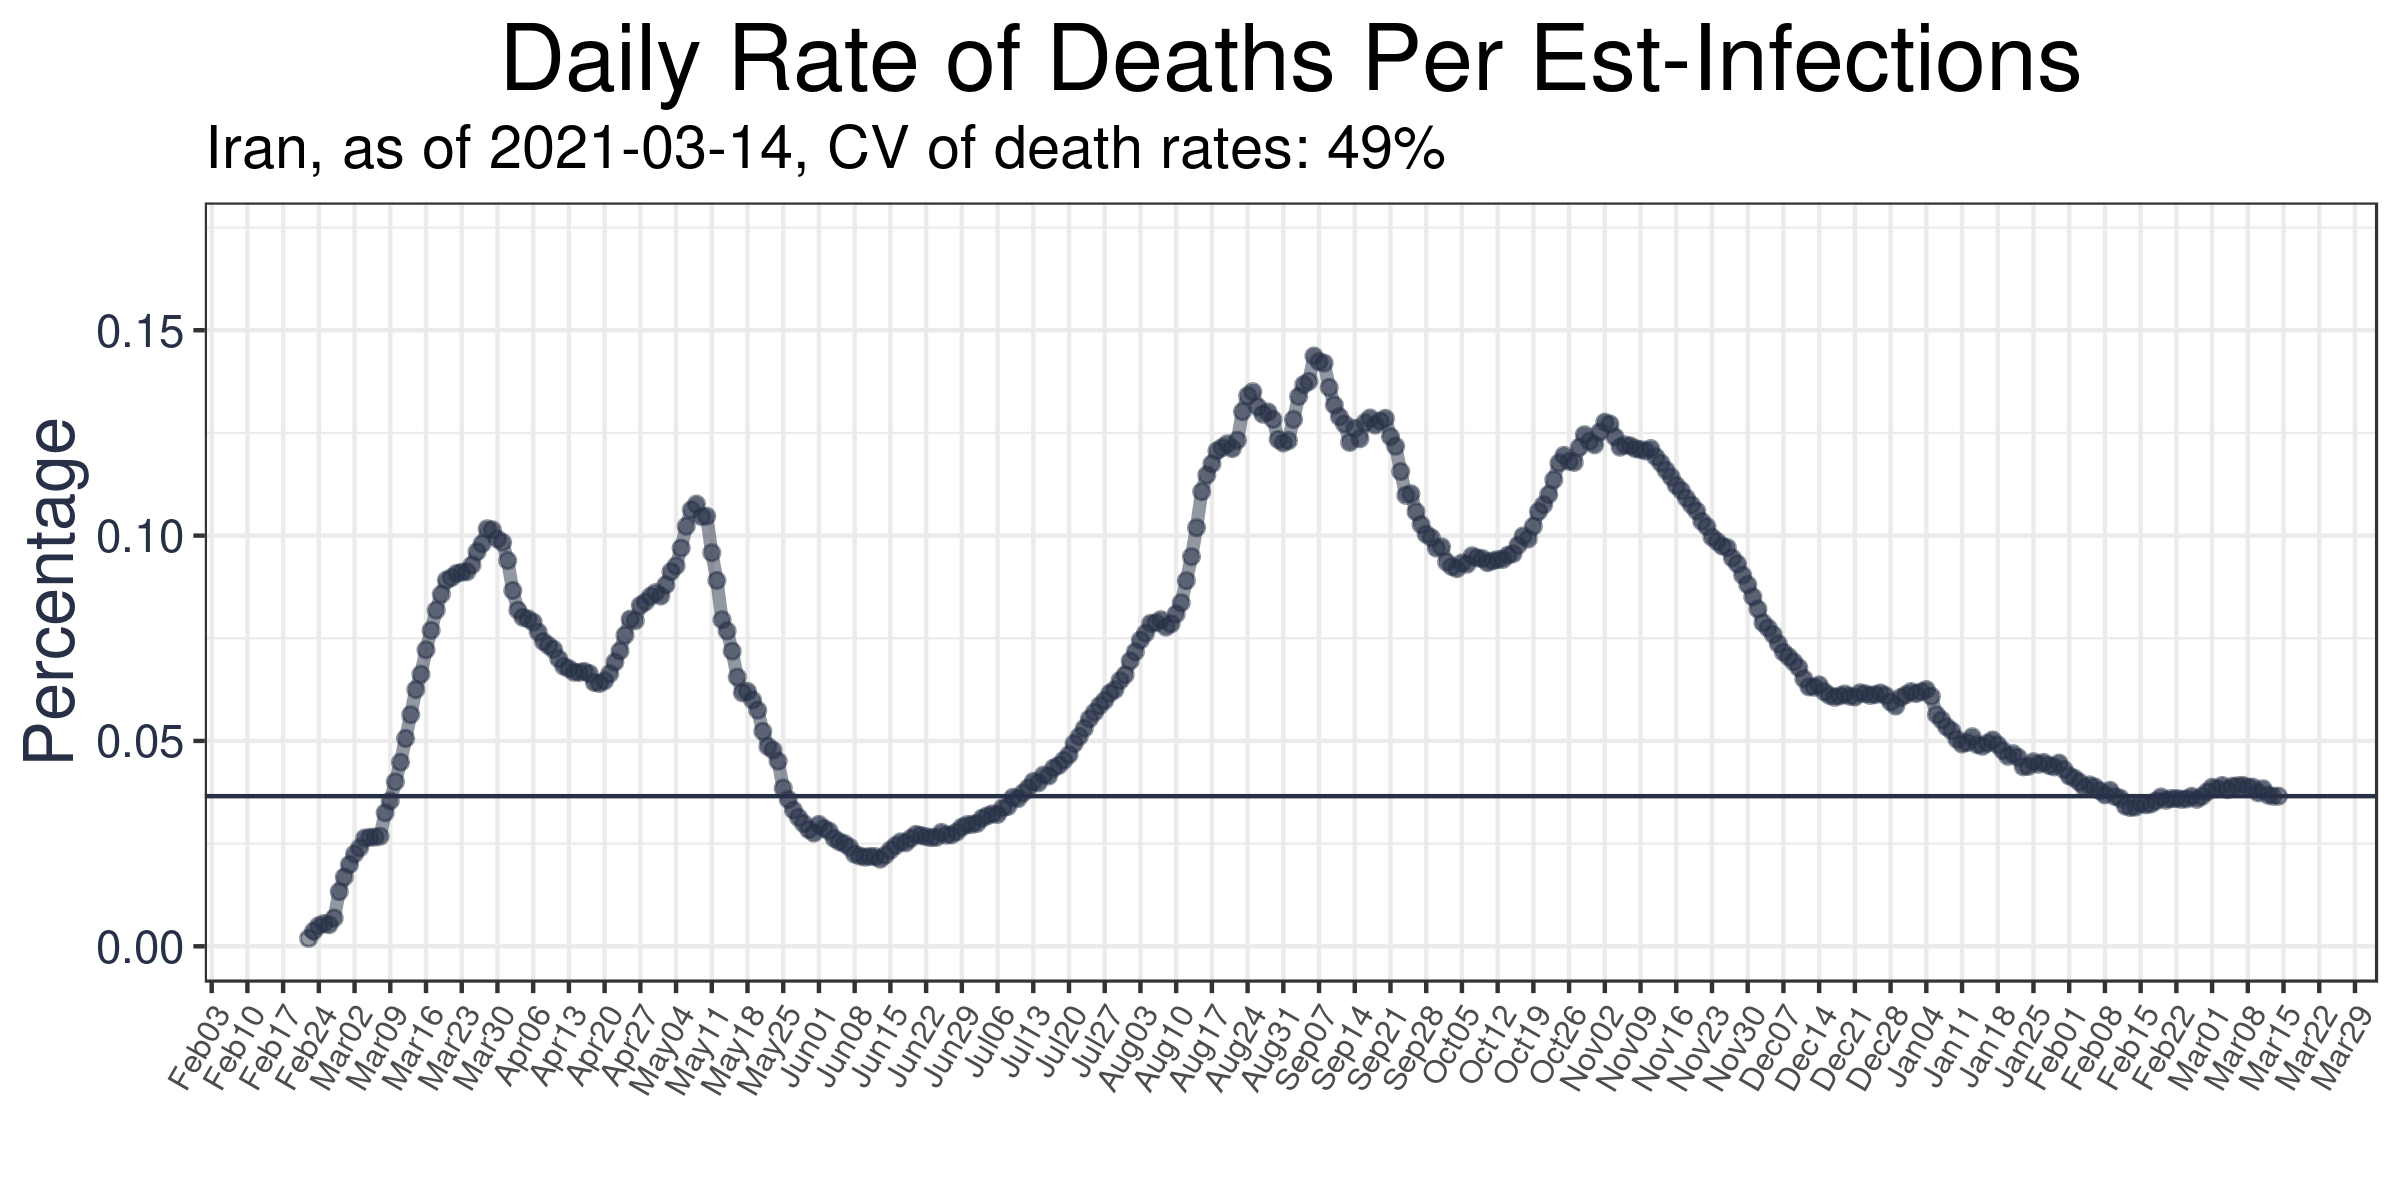 Daily Rate of Deaths Per Est-Infections
Iran, as of 2021-03-14, CV of death rates: 49%
Percentage
0.15
0.10
0.05
0.00
Feb03
Feb10
Feb17
Feb24
Mar02
Mar09
Mar16
Mar23
Mar30
Apr06
Apr13
Apr20
Apr27
May04
May11
May18
May25
Jun01
Jun08
Jun15
Jun22
Jun29
Jul06
Jul13
Jul20
Jul27
Aug03
Aug10
Aug17
Aug24
Aug31
Sep07
Sep14
Sep21
Sep28
Oct05
Oct12
Oct19
Oct26
Nov02
Nov09
Nov16
Nov23
Nov30
Dec07
Dec14
Dec21
Dec28
Jan04
Jan11
Jan18
Jan25
Feb01
Feb08
Feb15
Feb22
Mar01
Mar08
Mar15
Mar22
Mar29